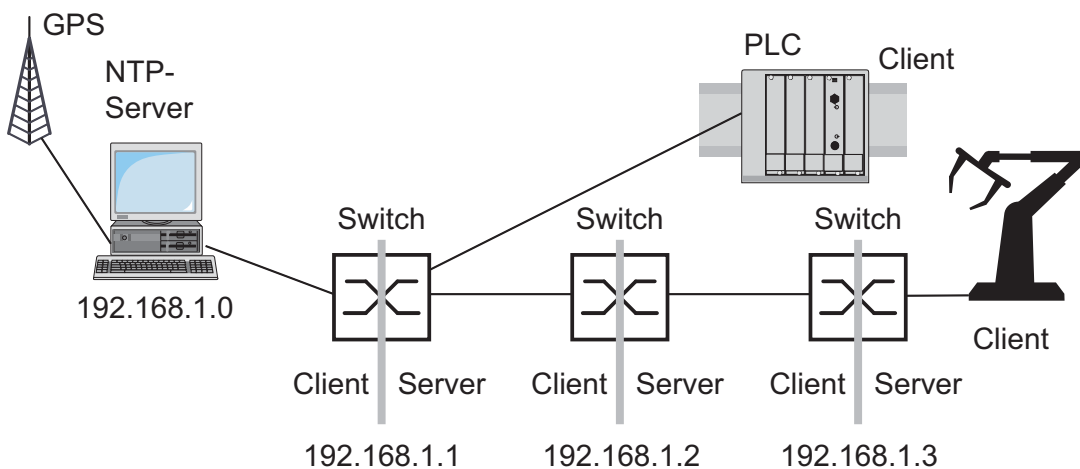 GPS
NTP-
Server
192.168.1.0
PLC
Client
Switch
Switch
Switch
Client
Client Server
Client Server
Client Server
192.168.1.1
192.168.1.2
192.168.1.3